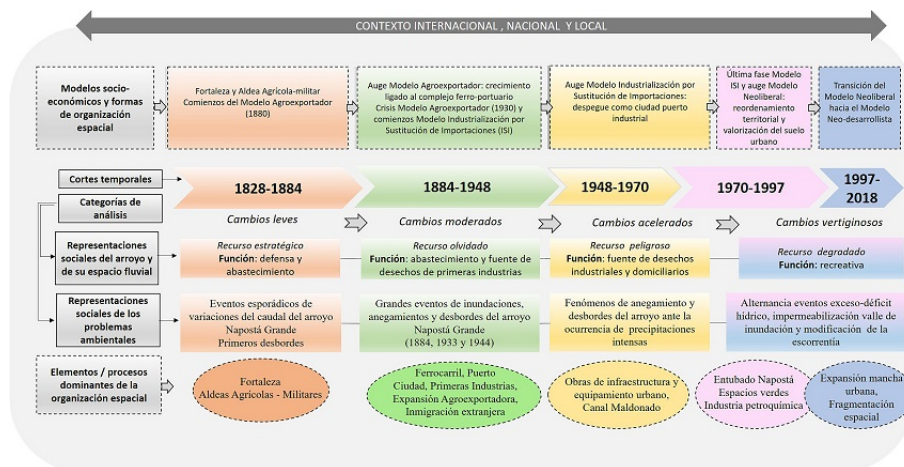 CONTEXTO INTERNACIONAL, NACIONAL Y LOCAL
Modelos socio-
económicos y formas
de organización
espacial
Fortaleza y Aldea Agrícola-militar
Comienzos del Modelo Agroexportador
(1880)
Auge Modelo Agroexportador: crecimiento
ligado al complejo ferro-portuario
Crisis Modelo Agroexportador (1930) y
comienzos Modelo Industrialización por
Sustitución de Importaciones (ISI)
Auge Modelo Industrialización por
Sustitución de Importaciones:
despegue como ciudad puerto
industrial
Última fase Modelo
ISI y auge Modelo
Neoliberal:
reordenamiento
territorial y
valorización del suelo
urbano
Transición del
Modelo Neoliberal
hacia el Modelo
Neo-desarrollista
Cortes temporales
1828-1884
1884-1948
1948-1970
1970-1997
1997-
2018
Categorías de
análisis
Cambios leves
Cambios moderados
Cambios acelerados
Cambios vertiginosos
Representaciones
sociales del arroyo y
de su espacio fluvial
Recurso estratégico
Función: defensa y
abastecimiento
Recurso olvidado
Función: abastecimiento y fuente de
desechos de primeras industrias
Recurso peligroso
Función: fuente de desechos
industriales y domiciliarios
Recurso degradado
Función: recreativa
Representaciones
sociales de los
problemas
ambientales
Eventos esporádicos de
variaciones del caudal del arroyo
Napostá Grande
Primeros desbordes
Grandes eventos de inundaciones,
anegamientos y desbordes del arroyo
Napostá Grande
(1884, 1933 y 1944)
Fenómenos de anegamiento y
desbordes del arroyo ante la
ocurrencia de precipitaciones
intensas
Alternancia eventos exceso-déficit
hídrico, impermeabilización valle de
inundación y modificación de la
escorrentía
Elementos / procesos
dominantes de la
organización espacial
Fortaleza
Aldeas Agrícolas - Militares
Ferrocarril, Puerto
Ciudad, Primeras Industrias,
Expansión Agroexportadora,
Inmigración extranjera
Obras de infraestructura y
equipamiento urbano,
Canal Maldonado
Entubado Napostá
Espacios verdes
Industria petroquímica
Expansión mancha
urbana,
Fragmentación
espacial